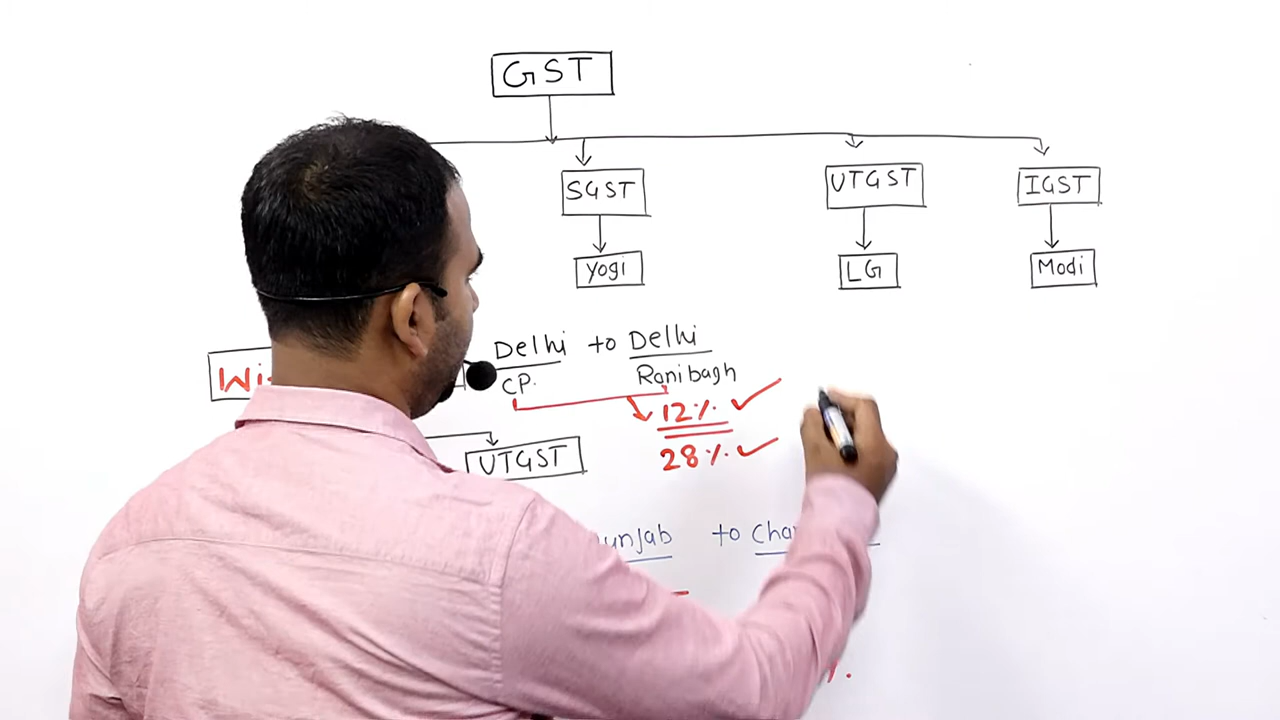 GST
SGST UTGST IGST
Yogi LG Modi
Delhi to Delhi
CP. Ranibagh
12%.
UTGST 28%.
to